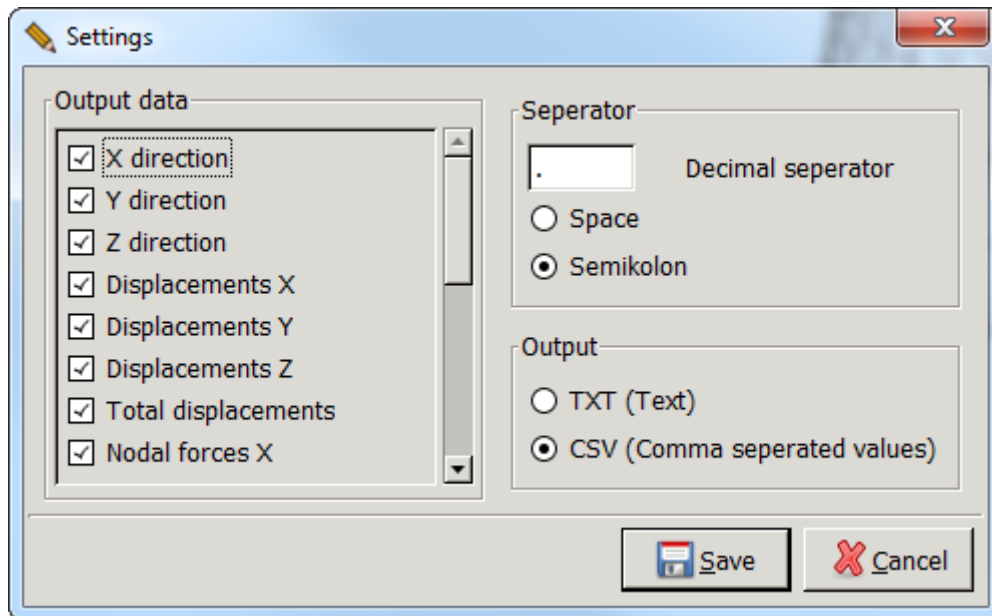 Settings
Output data
X direction
Y direction
Z direction
Displacements X
Displacements Y
Displacements Z
Total displacements
Nodal forces X
Seperator
. Decimal seperator
Space
Semikolon
Output
TXT (Text)
CSV (Comma seperated values)
Save Cancel